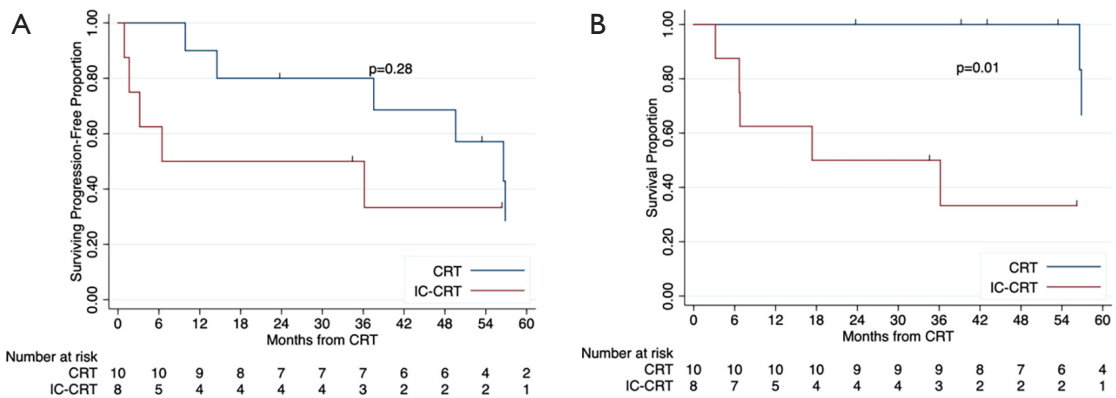 A
Surviving Progression-Free Proportion
1.00
0.80
0.60
0.40
0.20
0.00
p=0.28
CRT
IC-CRT
0 6 12 18 24 30 36 42 48 54 60
Months from CRT
Number at risk
CRT 10 10 9 8 7 7 7 6 6 4 2
IC-CRT 8 5 4 4 4 4 3 2 2 2 1
B
Survival Proportion
1.00
0.80
0.60
0.40
0.20
0.00
p=0.01
CRT
IC-CRT
0 6 12 18 24 30 36 42 48 54 60
Months from CRT
Number at risk
CRT 10 10 10 10 9 9 9 8 7 6 4
IC-CRT 8 7 5 4 4 4 3 2 2 2 1